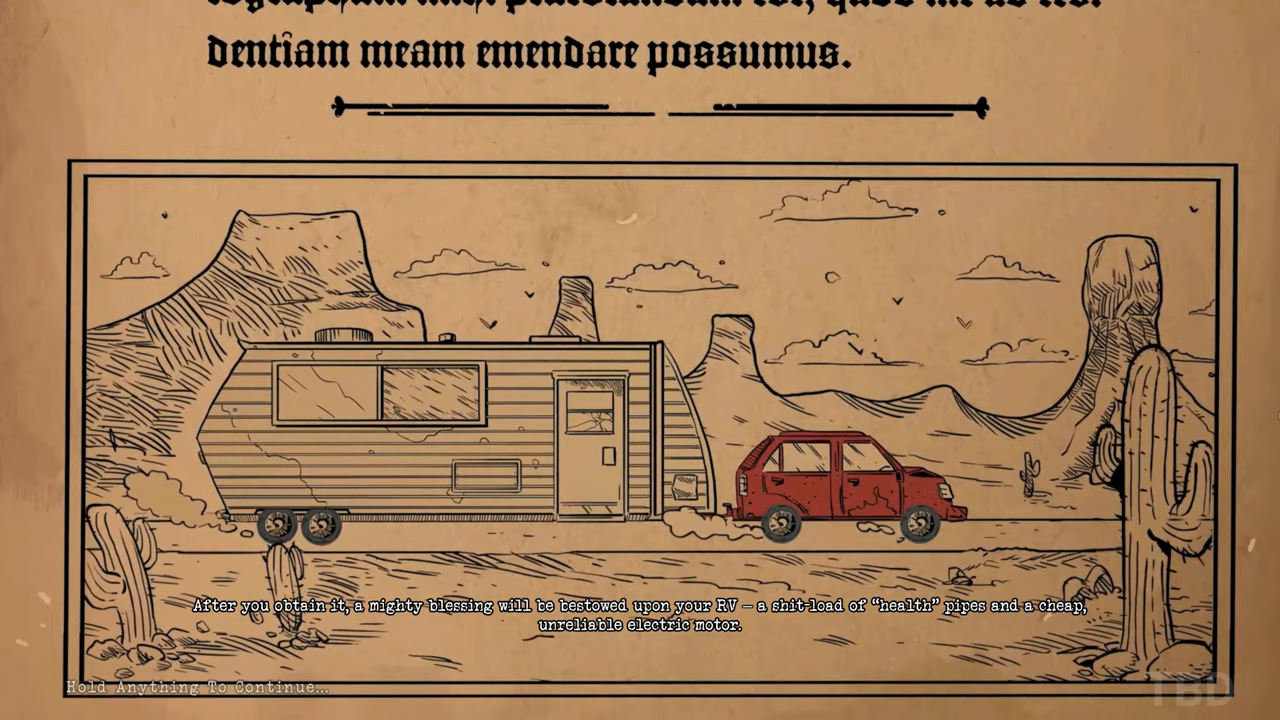 dentiam meam emendare possumus.
After you obtain it, a mighty blessing will be bestowed upon your RV – a shit-load of “health” pipes and a cheap,
unreliable electric motor.
Hold Anything To Continue...
TBD